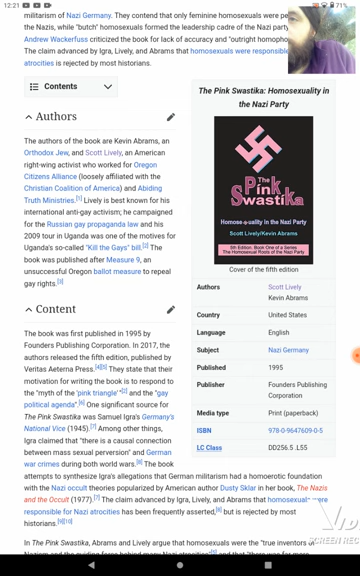 12:21
71%
militarism of Nazi Germany. They contend that only feminine homosexuals were
the Nazis, while "butch" homosexuals formed the leadership cadre of the Nazi party.
Andrew Wackerfuss criticized the book for lack of accuracy and "outright
The claim advanced by Igra, Lively, and Abrams that homosexuals were
atrocities is rejected by most historians.
Contents
Authors
The authors of the book are Kevin Abrams, an
Orthodox Jew, and Scott Lively, an American
right-wing activist who worked for Oregon
Citizens Alliance (loosely affiliated with the
Christian Coalition of America) and Abiding
Truth Ministries.[1] Lively is best known for his
international anti-gay activism; he campaigned
for the Russian gay propaganda law and his
2009 tour in Uganda was one of the motives for
Uganda's so-called "Kill the Gays" bill.[2] The
book was published after Measure 9, an
unsuccessful Oregon ballot measure to repeal
gay rights.[3]
Content
The book was first published in 1995 by
Founders Publishing Corporation. In 2017, the
authors released the fifth edition, published by
Veritas Aeterna Press.[4][5] They state that their
motivation for writing the book is to respond to
the "myth of the 'pink triangle'" and the "gay
political agenda".[6] One significant source for
The Pink Swastika was Samuel Igra's Germany's
National Vice (1945).[7] Among other things,
Igra claimed that "there is a causal connection
between mass sexual perversion" and German
war crimes during both world wars.[8] The book
attempts to synthesize Igra's allegations that German militarism had a homoerotic foundation
with the Nazi occult theories popularized by American author Dusty Sklar in her book, The Nazis
and the Occult (1977).[7] The claim advanced by Igra, Lively, and Abrams that homosexuals were
responsible for Nazi atrocities has been frequently asserted, but is rejected by most
historians.[9][10]
In The Pink Swastika, Abrams and Lively argue that homosexuals were the "true inventors of
Nazism and the guiding force behind many Nazi atrocities" and that "there was far more
The Pink Swastika: Homosexuality in
the Nazi Party
The
Pink
Swastika
Homosexuality in the Nazi Party
Scott Lively/Kevin Abrams
5th Edition, Book One of a Series
The Homosexual Roots of the Nazi Party
Cover of the fifth edition
Authors Scott Lively
Kevin Abrams
Country United States
Language English
Subject Nazi Germany
Published 1995
Publisher Founders Publishing
Corporation
Media type Print (paperback)
ISBN 978-0-9647609-0-5
LC Class DD256.5 .L55
SCREEN REC